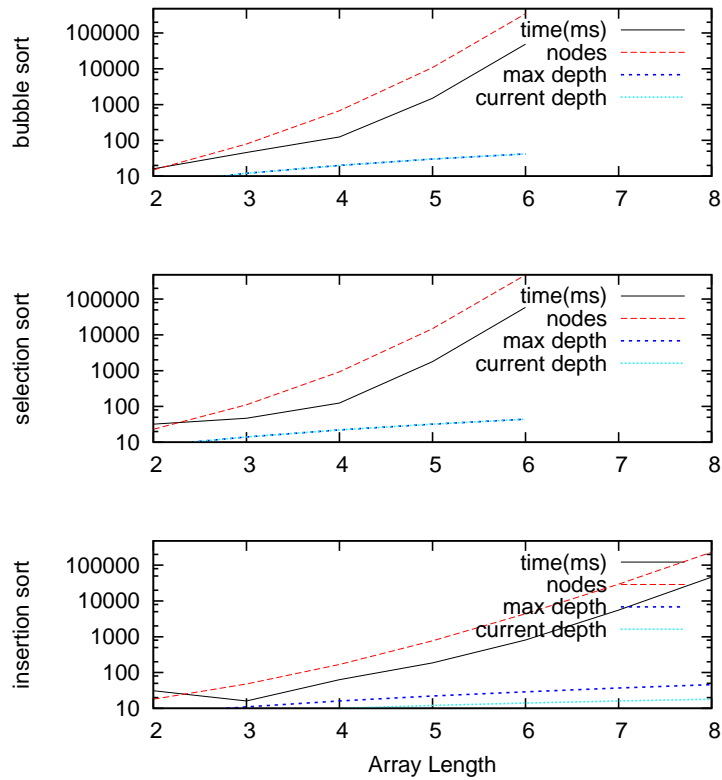 bubble sort
100000
10000
1000
100
10
2 3 4 5 6 7 8
time(ms)
nodes
max depth
current depth
selection sort
100000
10000
1000
100
10
2 3 4 5 6 7 8
time(ms)
nodes
max depth
current depth
insertion sort
100000
10000
1000
100
10
2 3 4 5 6 7 8
time(ms)
nodes
max depth
current depth
Array Length